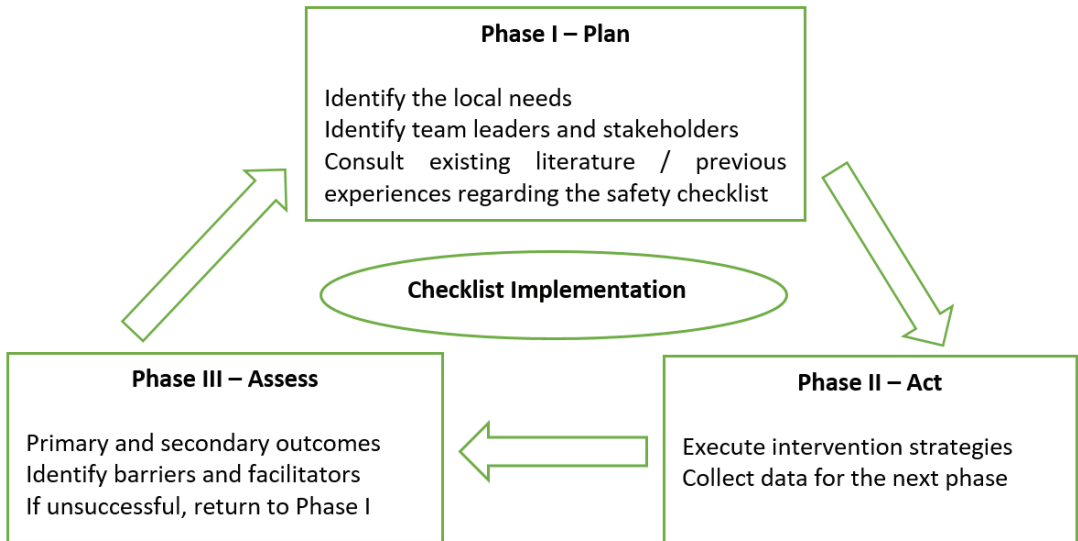 Phase I – Plan
Identify the local needs
Identify team leaders and stakeholders
Consult existing literature / previous
experiences regarding the safety checklist
Checklist Implementation
Phase III – Assess
Primary and secondary outcomes
Identify barriers and facilitators
If unsuccessful, return to Phase I
Phase II – Act
Execute intervention strategies
Collect data for the next phase